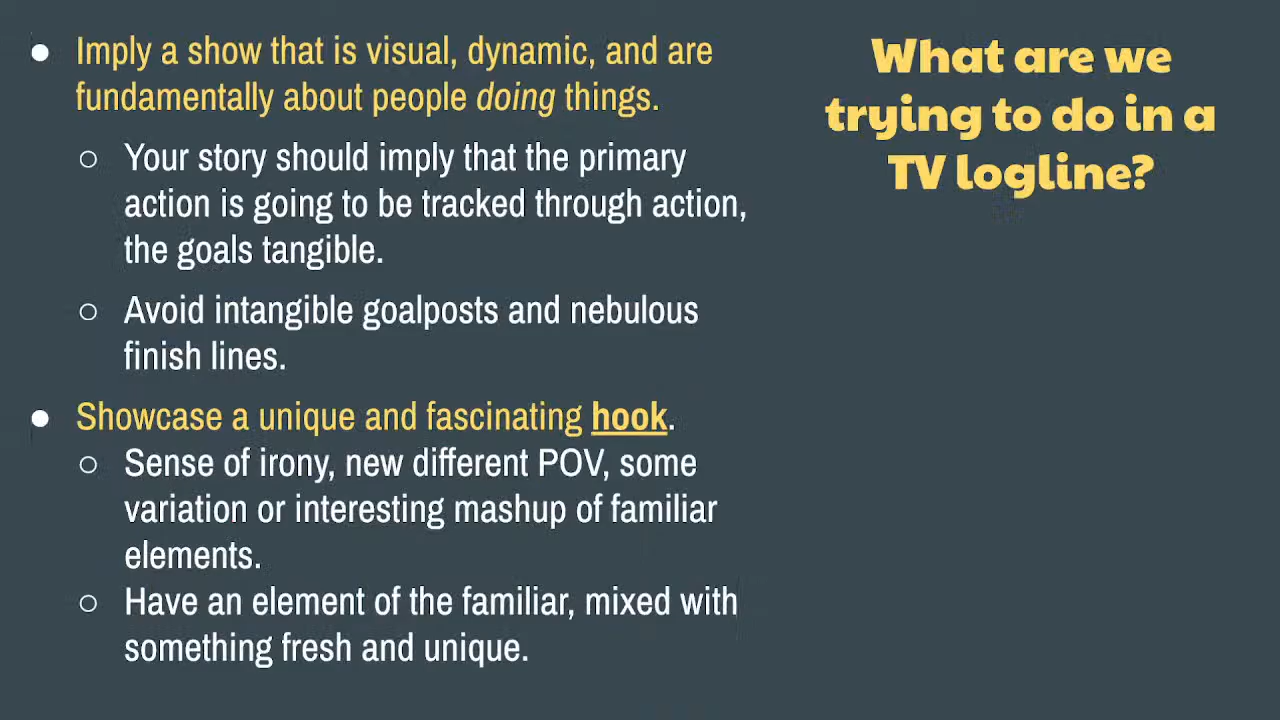 What are we
trying to do in a
TV logline?
● Imply a show that is visual, dynamic, and are
fundamentally about people doing things.
○ Your story should imply that the primary
action is going to be tracked through action,
the goals tangible.
○ Avoid intangible goalposts and nebulous
finish lines.
● Showcase a unique and fascinating hook.
○ Sense of irony, new different POV, some
variation or interesting mashup of familiar
elements.
○ Have an element of the familiar, mixed with
something fresh and unique.